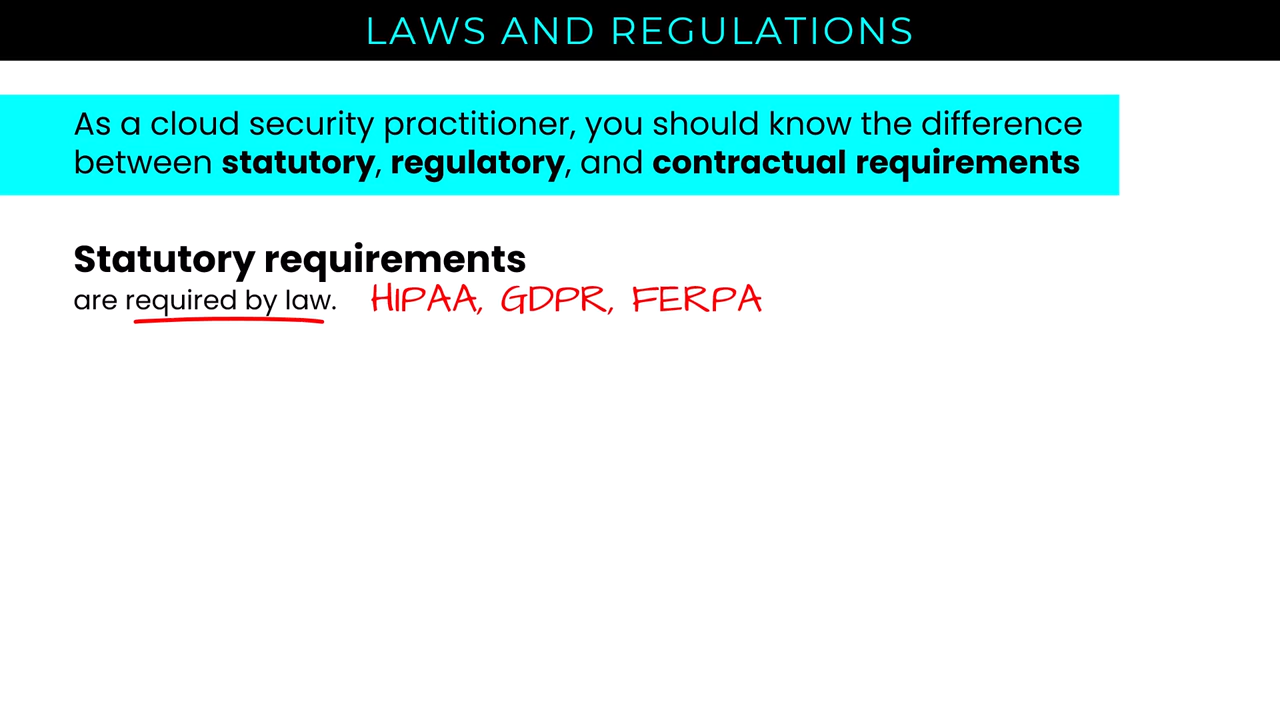 LAWS AND REGULATIONS
As a cloud security practitioner, you should know the difference
between statutory, regulatory, and contractual requirements
Statutory requirements
are required by law. HIPAA, GDPR, FERPA